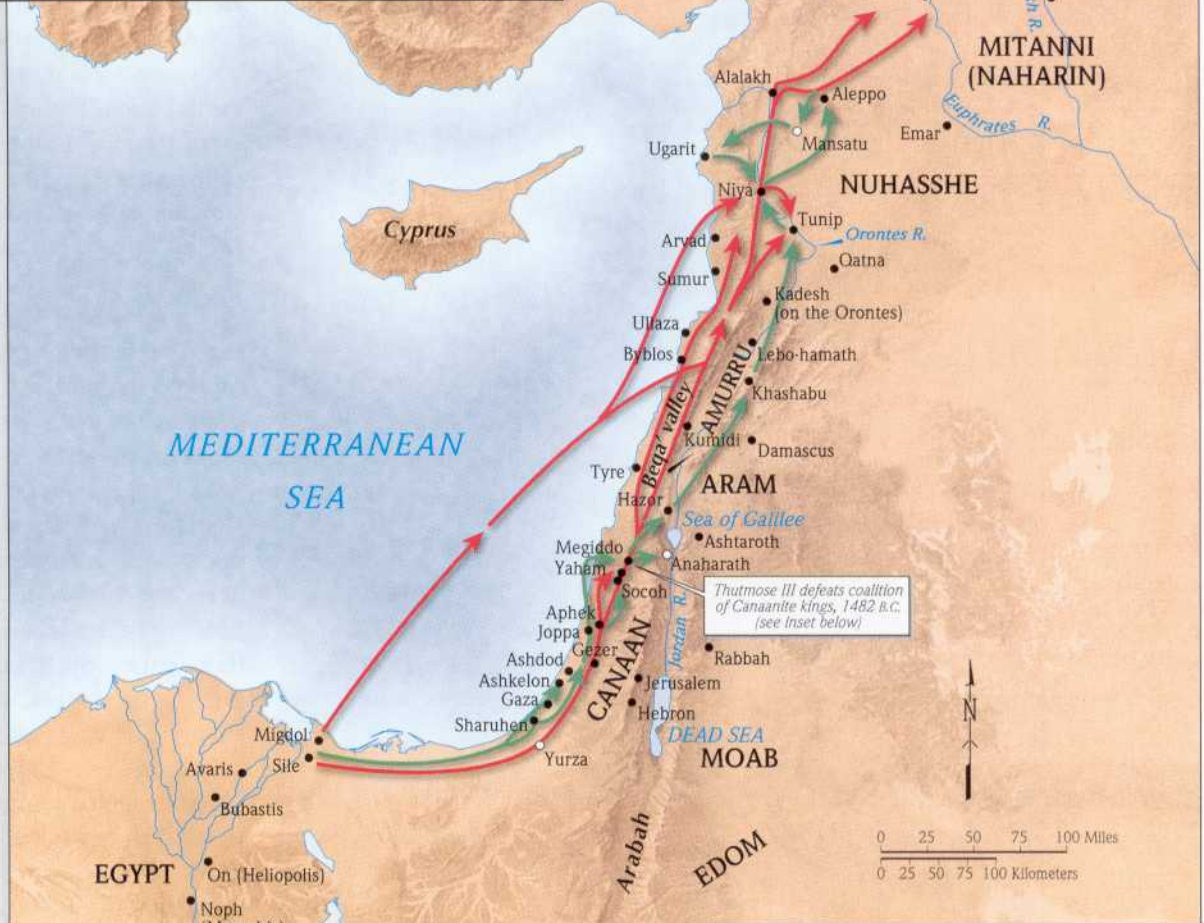 MITANNI
(NAHARIN)
Alalakh
Aleppo
Euphrates R.
Emar
Mansatu
Ugarit
Niya
NUHASSHE
Tunip
Cyprus
Arvad
Orontes R.
Qatna
Sumur
Kadesh
(on the Orontes)
Ullaza
Byblos
Lebo-hamath
AMURRU
Khashabu
Beqa' valley
Kumidi
Damascus
MEDITERRANEAN
SEA
Tyre
ARAM
Hazor
Sea of Galilee
Ashtaroth
Megiddo
Anaharath
Yaham
Socoh
Thutmose III defeats coalition
of Canaanite kings, 1482 B.C.
(see inset below)
Aphek
Joppa
Jordan R.
Gezer
CANAAN
Rabbah
Ashdod
Ashkelon
Jerusalem
Gaza
Hebron
Sharuhen
N
Migdol
DEAD SEA
Yurza
MOAB
Sile
Avaris
Bubastis
Arabah
EDOM
0 25 50 75 100 Miles
0 25 50 75 100 Kilometers
EGYPT
On (Heliopolis)
Noph